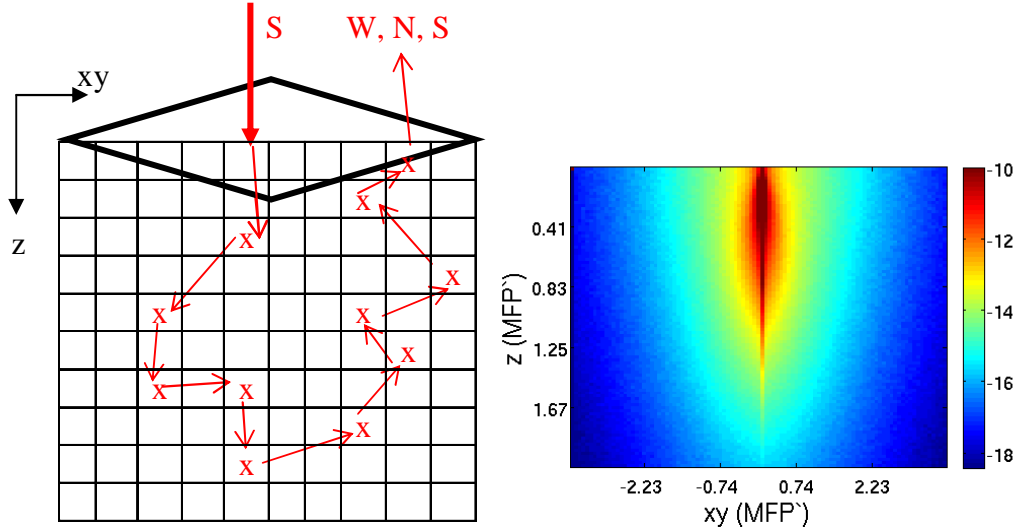 S
W, N, S
xy
z
x
x
x
x
x
x
x
x
x
x
x
x
0.41
0.83
1.25
1.67
z (MFP`)
-2.23
-0.74
0.74
2.23
xy (MFP`)
-10
-12
-14
-16
-18